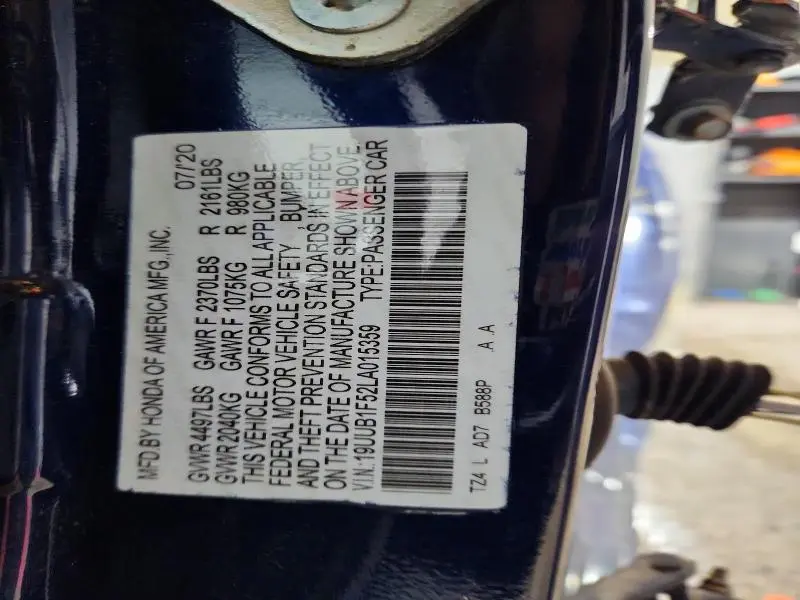 MFD.BY HONDA OF AMERICA MFG.,INC. 07/'20
GVWR 4497LBS GAWR F 2370LBS R 2161LBS
GVWR 2040KG GAWR F 1075KG R 980KG
THIS VEHICLE CONFORMS TO ALL APPLICABLE
FEDERAL MOTOR VEHICLE SAFETY , BUMPER,
AND THEFT PREVENTION STANDARDS IN EFFECT
ON THE DATE OF MANUFACTURE SHOWN ABOVE.
V.I.N.:19UUB1F52LA015359 TYPE:PASSENGER CAR
TZ4 L AD7 B588P A A